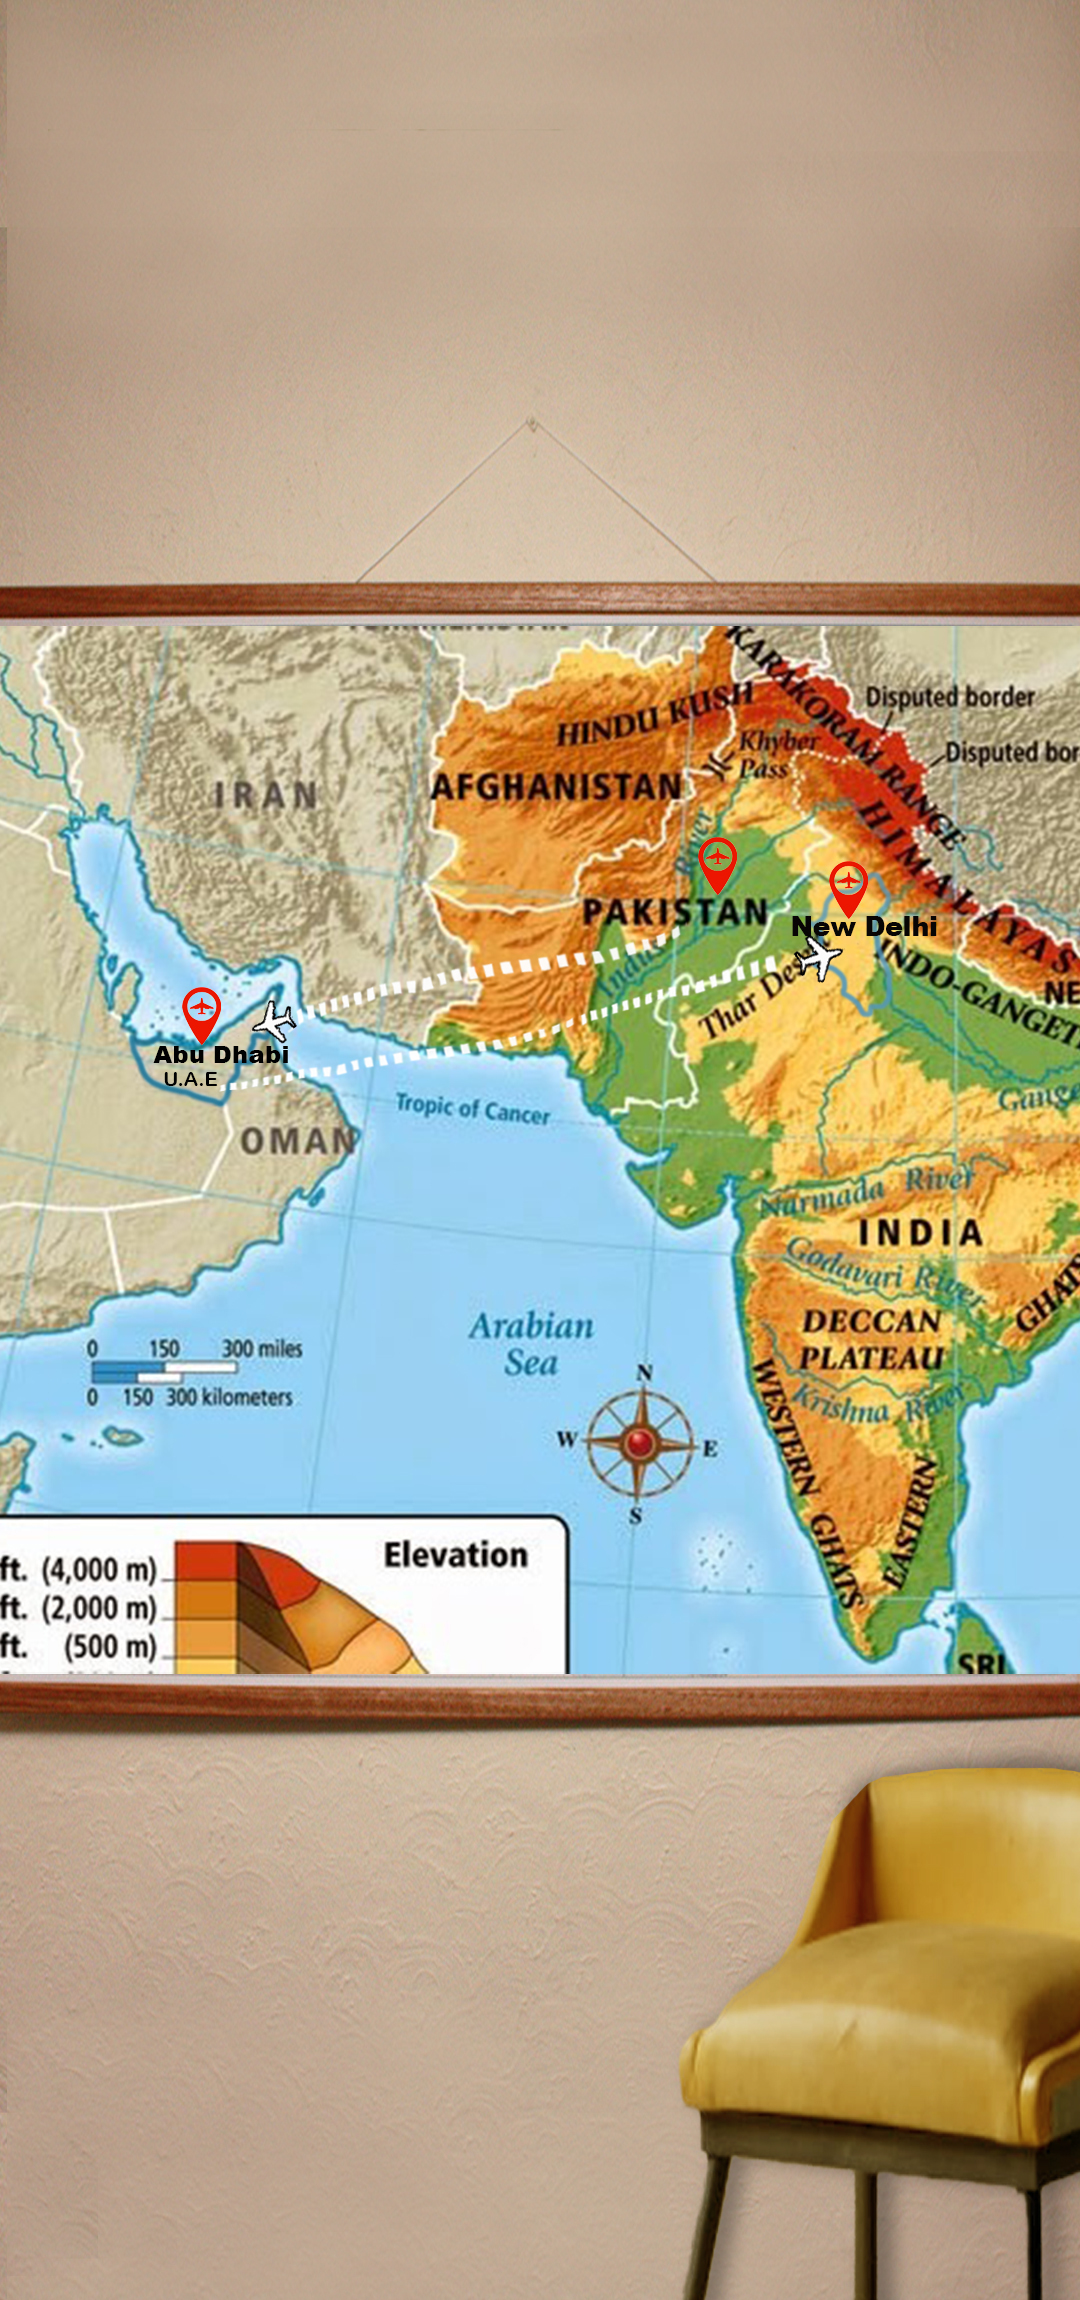 KARAKORAM RANGE
Disputed border
HINDU KUSH
Khyber
Pass
Disputed bor
IRAN
AFGHANISTAN
HIMALAYAS
River
PAKISTAN
New Delhi
Indus
INDO-GANGET
Thar Des
NE
Abu Dhabi
U.A.E
Gange
Tropic of Cancer
OMAN
Narmada River
INDIA
Godavari River
GHATS
Arabian
Sea
DECCAN
PLATEAU
0 150 300 miles
0 150 300 kilometers
WESTERN GHATS
Krishna River
N
W E
S
EASTERN
Elevation
ft. (4,000 m)
ft. (2,000 m)
ft. (500 m)
SRI